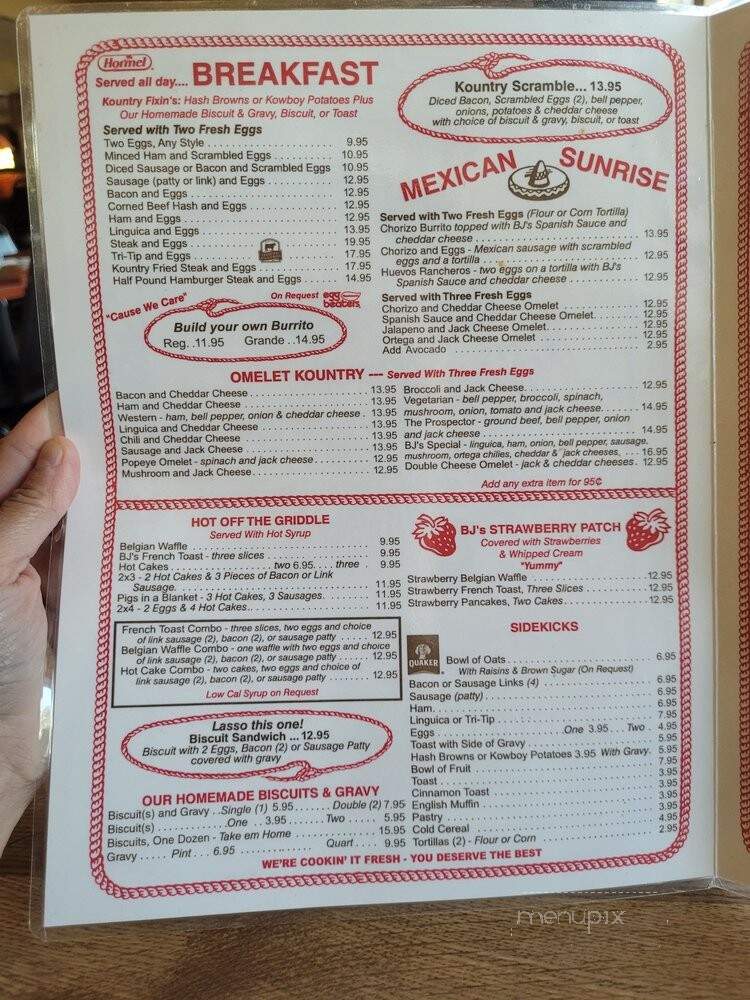 Hormel
Served all day.... BREAKFAST
Kountry Fixin's: Hash Browns or Kowboy Potatoes Plus
Our Homemade Biscuit & Gravy, Biscuit, or Toast
Served with Two Fresh Eggs
Two Eggs, Any Style . . . . . . . . . . 9.95
Minced Ham and Scrambled Eggs . . . . . . . . . . 10.95
Diced Sausage or Bacon and Scrambled Eggs 10.95
Sausage (patty or link) and Eggs . . . . . . . . . . 12.95
Bacon and Eggs . . . . . . . . . . 12.95
Corned Beef Hash and Eggs . . . . . . . . . . 12.95
Ham and Eggs . . . . . . . . . . 12.95
Linguica and Eggs . . . . . . . . . . 13.95
Steak and Eggs . . . . . . . . . . 19.95
Tri-Tip and Eggs . . . . . . . . . . 17.95
Kountry Fried Steak and Eggs . . . . . . . . . . 17.95
Half Pound Hamburger Steak and Eggs . . . . 14.95
"Cause We Care"
On Request egg beaters
Build your own Burrito
Reg. .11.95 Grande . .14.95
Kountry Scramble... 13.95
Diced Bacon, Scrambled Eggs (2), bell pepper,
onions, potatoes & cheddar cheese
with choice of biscuit & gravy, biscuit, or toast
MEXICAN SUNRISE
Served with Two Fresh Eggs (Flour or Corn Tortilla)
Chorizo Burrito topped with BJ's Spanish Sauce and
cheddar cheese . . . . . . . . . . 13.95
Chorizo and Eggs - Mexican sausage with scrambled
eggs and a tortilla . . . . . . . . . . 12.95
Huevos Rancheros - two eggs on a tortilla with BJ's
Spanish Sauce and cheddar cheese . . . . . . . . . . 12.95
Served with Three Fresh Eggs
Chorizo and Cheddar Cheese Omelet . . . . . . . . . . 12.95
Spanish Sauce and Cheddar Cheese Omelet. . . . . . . 12.95
Jalapeno and Jack Cheese Omelet. . . . . . . . . . 12.95
Ortega and Jack Cheese Omelet . . . . . . . . . . 12.95
Add Avocado . . . . . . . . . . 2.95
OMELET KOUNTRY --- Served With Three Fresh Eggs
Bacon and Cheddar Cheese . . . . . . . . . . 13.95
Ham and Cheddar Cheese . . . . . . . . . . 13.95
Western - ham, bell pepper, onion & cheddar cheese . 13.95
Linguica and Cheddar Cheese . . . . . . . . . . 13.95
Chili and Cheddar Cheese . . . . . . . . . . 13.95
Sausage and Jack Cheese . . . . . . . . . . 13.95
Popeye Omelet - spinach and jack cheese . . . . . . . . 12.95
Mushroom and Jack Cheese . . . . . . . . . . 12.95
Broccoli and Jack Cheese. . . . . . . . . . 12.95
Vegetarian - bell pepper, broccoli, spinach,
mushroom, onion, tomato and jack cheese. . . . . . . 14.95
The Prospector - ground beef, bell pepper, onion
and jack cheese . . . . . . . . . . 14.95
BJ's Special - linguica, ham, onion, bell pepper, sausage,
mushroom, ortega chilies, cheddar & jack cheeses. . . . 16.95
Double Cheese Omelet - jack & cheddar cheeses. 12.95
Add any extra item for 95¢
HOT OFF THE GRIDDLE
Served With Hot Syrup
Belgian Waffle . . . . . . . . . . 9.95
BJ's French Toast - three slices . . . . . . . . . . 9.95
Hot Cakes . . . . . . . . . . two 6.95. . . . three . 9.95
2x3 - 2 Hot Cakes & 3 Pieces of Bacon or Link
Sausage. . . . . . . . . . 11.95
Pigs in a Blanket - 3 Hot Cakes, 3 Sausages. . . . . . 11.95
2x4 - 2 Eggs & 4 Hot Cakes. . . . . . . . . . 11.95
French Toast Combo - three slices, two eggs and choice
of link sausage (2), bacon (2), or sausage patty . . . . . . 12.95
Belgian Waffle Combo - one waffle with two eggs and choice
of link sausage (2), bacon (2), or sausage patty . . . . . 12.95
Hot Cake Combo - two cakes, two eggs and choice of
link sausage (2), bacon (2), or sausage patty . . . . . . 12.95
Low Cal Syrup on Request
Lasso this one!
Biscuit Sandwich ... 12.95
Biscuit with 2 Eggs, Bacon (2) or Sausage Patty
covered with gravy
OUR HOMEMADE BISCUITS & GRAVY
Biscuit(s) and Gravy . .Single (1) 5.95 . . . . . . Double (2) 7.95
Biscuit(s) . . . . . . . . . . One . . 3.95 . . . . . . Two . . . . 5.95
Biscuits, One Dozen - Take em Home . . . . . . . . . . 15.95
Gravy . . . . . Pint . . . 6.95 . . . . . . . . . . Quart . . . 9.95
BJ's STRAWBERRY PATCH
Covered with Strawberries
& Whipped Cream
"Yummy"
Strawberry Belgian Waffle . . . . . . . . . . 12.95
Strawberry French Toast, Three Slices . . . . . . . . . . 12.95
Strawberry Pancakes, Two Cakes. . . . . . . . . . 12.95
SIDEKICKS
QUAKER
Bowl of Oats. . . . . . . . . . 6.95
With Raisins & Brown Sugar (On Request)
Bacon or Sausage Links (4) . . . . . . . . . . 6.95
Sausage (patty). . . . . . . . . . 6.95
Ham. . . . . . . . . . 6.95
Linguica or Tri-Tip . . . . . . . . . . 7.95
Eggs . . . . . . . . . . One 3.95 . . . Two . 4.95
Toast with Side of Gravy . . . . . . . . . . 5.95
Hash Browns or Kowboy Potatoes 3.95 With Gravy. 5.95
Bowl of Fruit . . . . . . . . . . 7.95
Toast . . . . . . . . . . 3.95
Cinnamon Toast . . . . . . . . . . 3.95
English Muffin . . . . . . . . . . 3.95
Pastry . . . . . . . . . . 4.95
Cold Cereal . . . . . . . . . . 2.95
Tortillas (2) - Flour or Corn
WE'RE COOKIN' IT FRESH - YOU DESERVE THE BEST
menupix